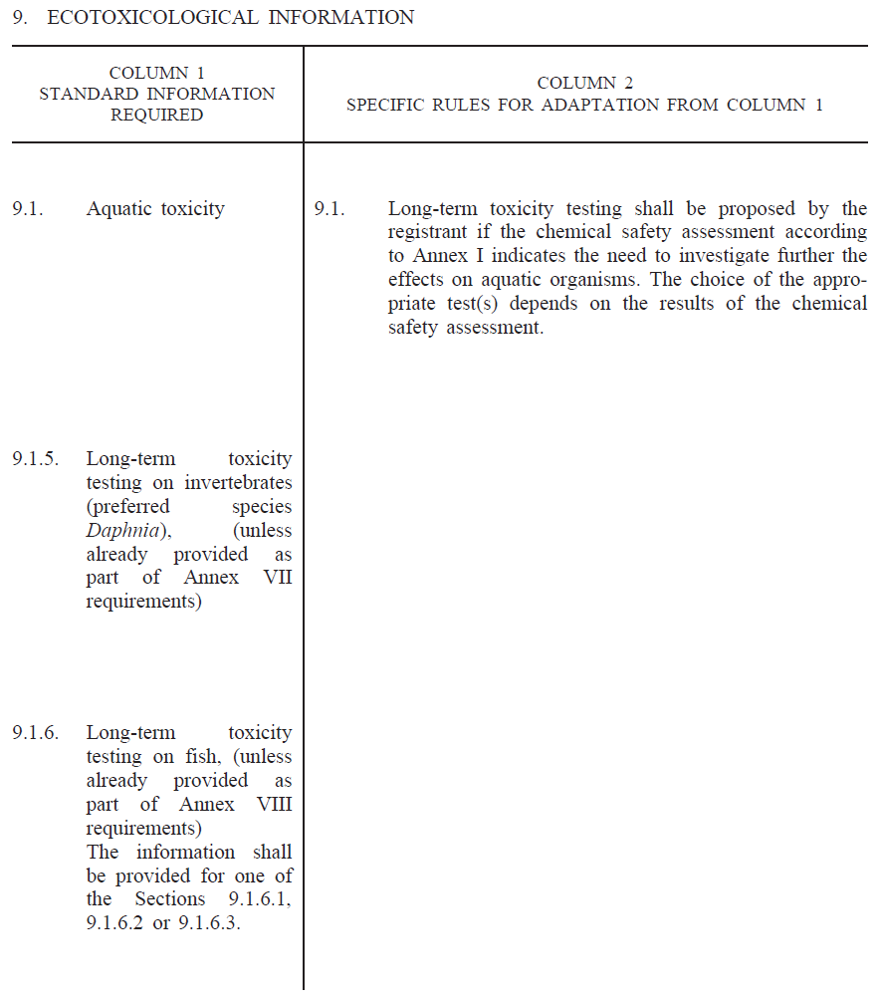 9. ECOTOXICOLOGICAL INFORMATION
COLUMN 1
STANDARD INFORMATION
REQUIRED
COLUMN 2
SPECIFIC RULES FOR ADAPTATION FROM COLUMN 1
9.1. Aquatic toxicity
9.1. Long-term toxicity testing shall be proposed by the
registrant if the chemical safety assessment according
to Annex I indicates the need to investigate further the
effects on aquatic organisms. The choice of the appro-
priate test(s) depends on the results of the chemical
safety assessment.
9.1.5. Long-term toxicity
testing on invertebrates
(preferred species
Daphnia), (unless
already provided as
part of Annex VII
requirements)
9.1.6. Long-term toxicity
testing on fish, (unless
already provided as
part of Annex VIII
requirements)
The information shall
be provided for one of
the Sections 9.1.6.1,
9.1.6.2 or 9.1.6.3.